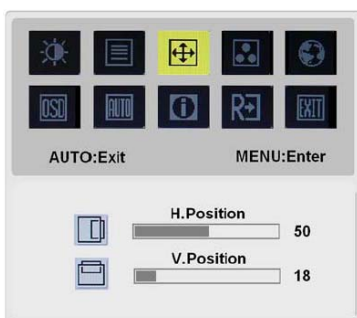 OSD AUTO R EXIT
AUTO:Exit MENU:Enter
H.Position
50
V.Position
18